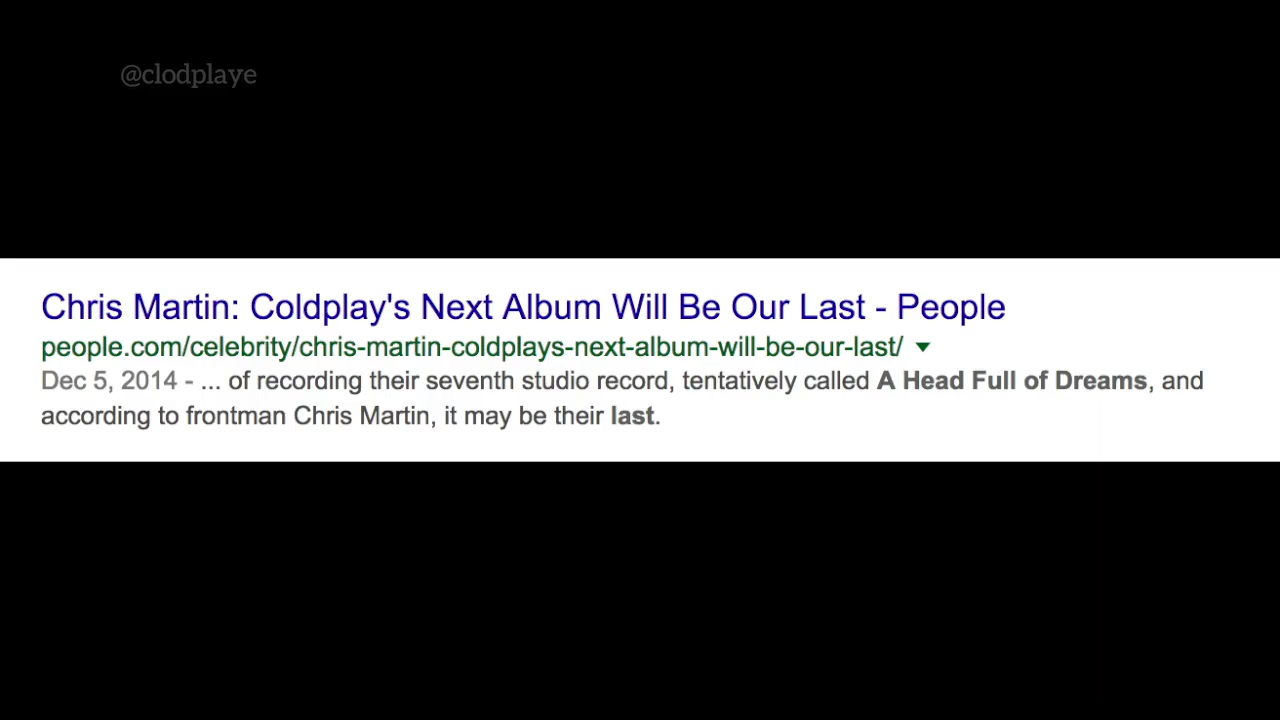 @clodplaye
Chris Martin: Coldplay's Next Album Will Be Our Last - People
people.com/celebrity/chris-martin-coldplays-next-album-will-be-our-last/
Dec 5, 2014 - ... of recording their seventh studio record, tentatively called A Head Full of Dreams, and
according to frontman Chris Martin, it may be their last.